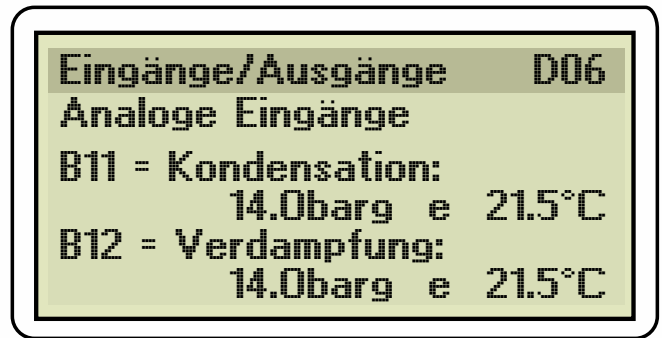 Eingänge/Ausgänge D06
Analoge Eingänge
B11 = Kondensation:
14.0barg e 21.5°C
B12 = Verdampfung:
14.0barg e 21.5°C